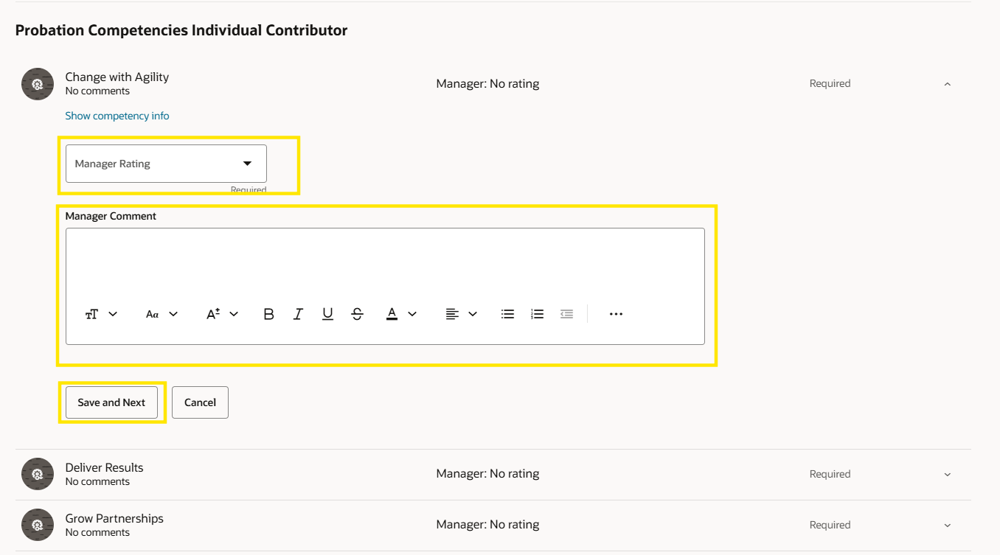 Probation Competencies Individual Contributor
Change with Agility
No comments
Manager: No rating
Required
Show competency info
Manager Rating
Required
Manager Comment
Save and Next
Cancel
Deliver Results
No comments
Manager: No rating
Required
Grow Partnerships
No comments
Manager: No rating
Required